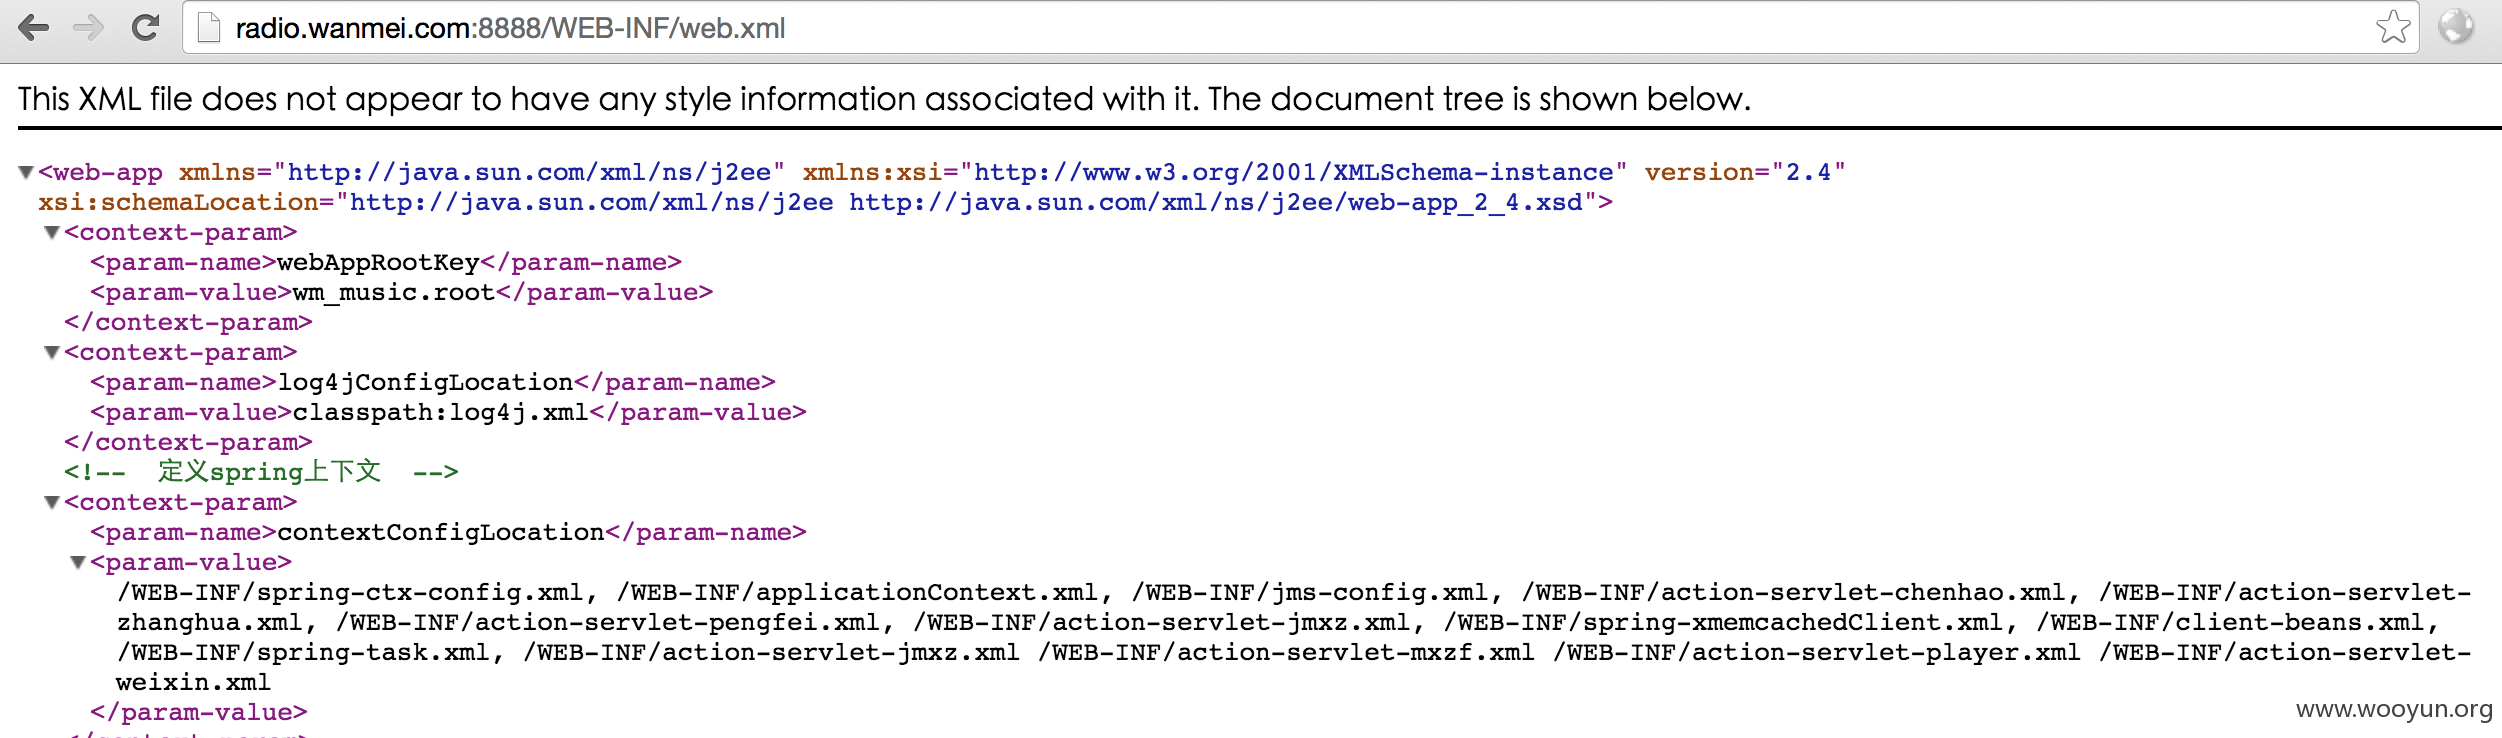 radio.wanmei.com:8888/WEB-INF/web.xml
This XML file does not appear to have any style information associated with it. The document tree is shown below.
<web-app xmlns="http://java.sun.com/xml/ns/j2ee" xmlns:xsi="http://www.w3.org/2001/XMLSchema-instance" version="2.4"
xsi:schemaLocation="http://java.sun.com/xml/ns/j2ee http://java.sun.com/xml/ns/j2ee/web-app_2_4.xsd">
<context-param>
<param-name>webAppRootKey</param-name>
<param-value>wm_music.root</param-value>
</context-param>
<context-param>
<param-name>log4jConfigLocation</param-name>
<param-value>classpath:log4j.xml</param-value>
</context-param>
<!-- 定义spring上下文 -->
<context-param>
<param-name>contextConfigLocation</param-name>
<param-value>
/WEB-INF/spring-ctx-config.xml, /WEB-INF/applicationContext.xml, /WEB-INF/jms-config.xml, /WEB-INF/action-servlet-chenhao.xml, /WEB-INF/action-servlet-
zhanghua.xml, /WEB-INF/action-servlet-pengfei.xml, /WEB-INF/action-servlet-jmxz.xml, /WEB-INF/spring-xmemcachedClient.xml, /WEB-INF/client-beans.xml,
/WEB-INF/spring-task.xml, /WEB-INF/action-servlet-jmxz.xml /WEB-INF/action-servlet-mxzf.xml /WEB-INF/action-servlet-player.xml /WEB-INF/action-servlet-
weixin.xml
</param-value>
www.wooyun.org